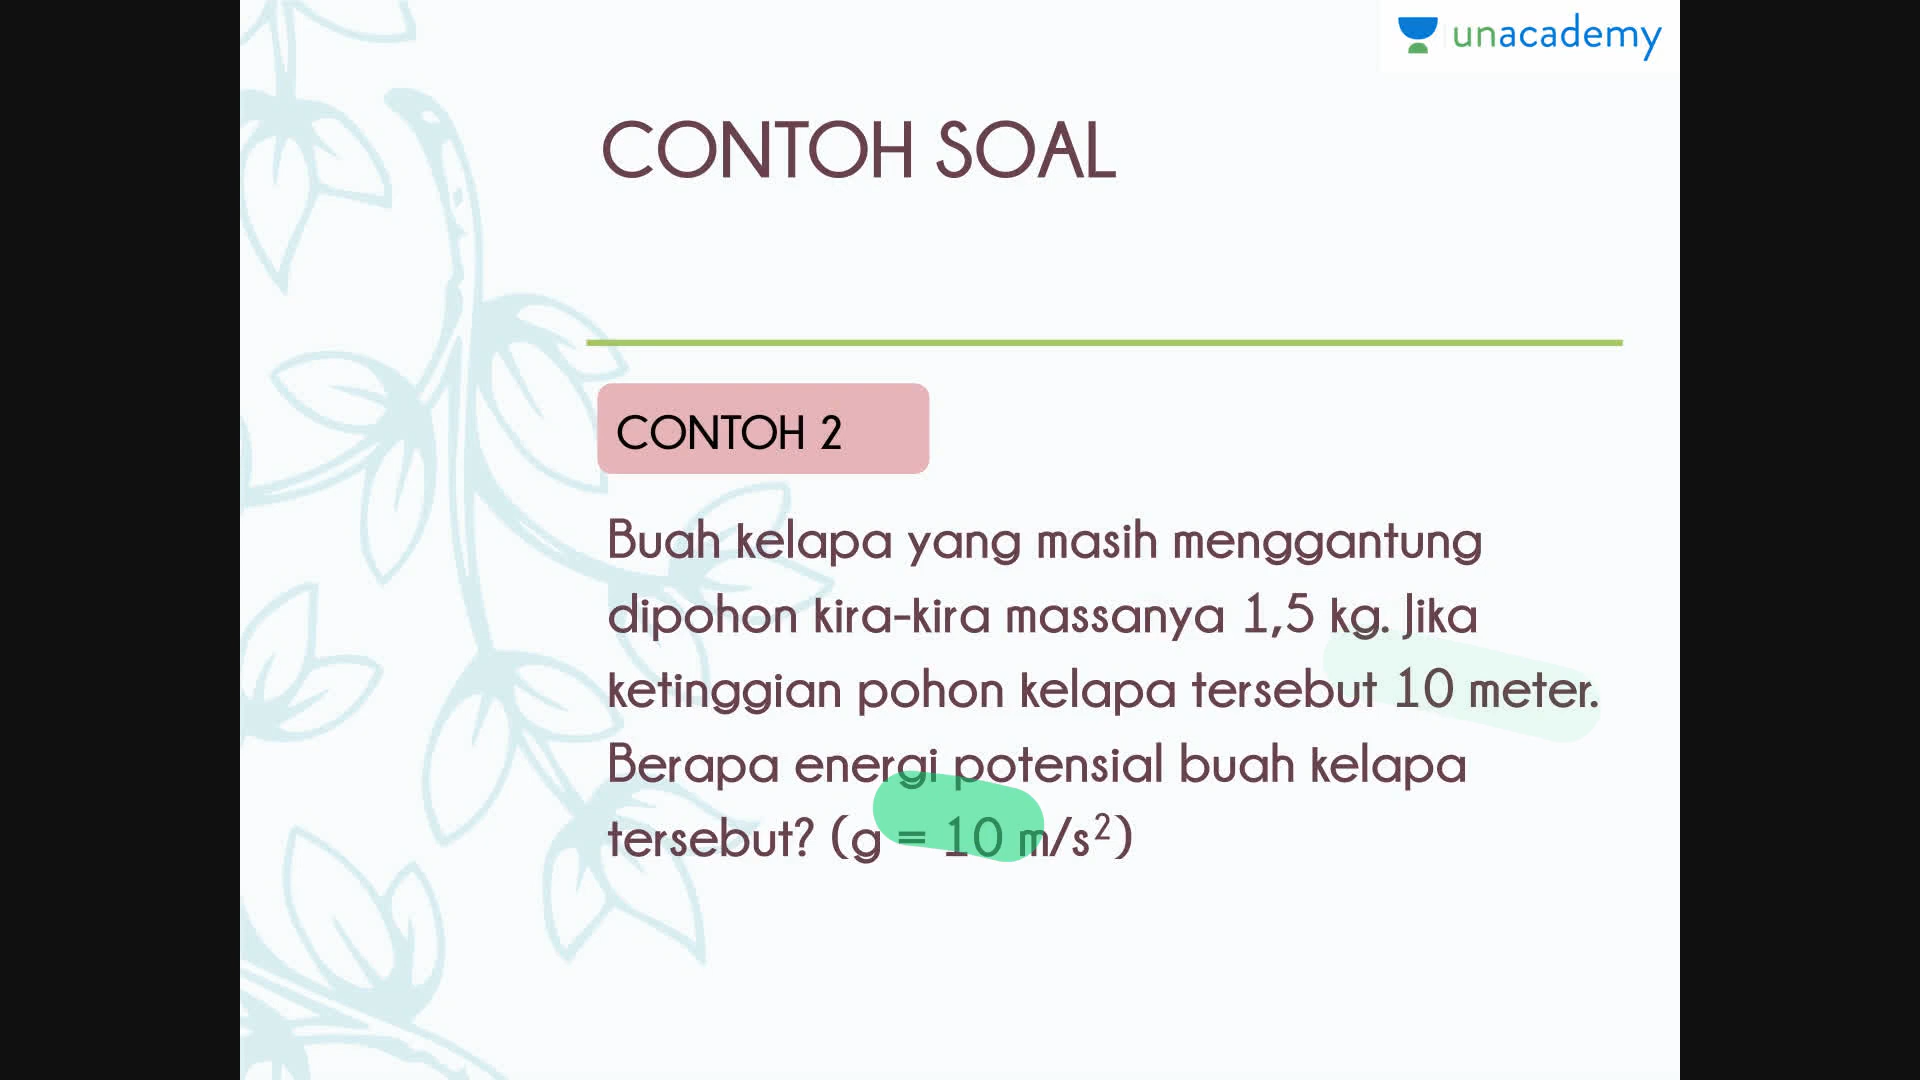 unacademy
CONTOH SOAL
CONTOH 2
Buah kelapa yang masih menggantung
dipohon kira-kira massanya 1,5 kg. Jika
ketinggian pohon kelapa tersebut 10 meter.
Berapa energi potensial buah kelapa
tersebut? (g = 10 m/s²)